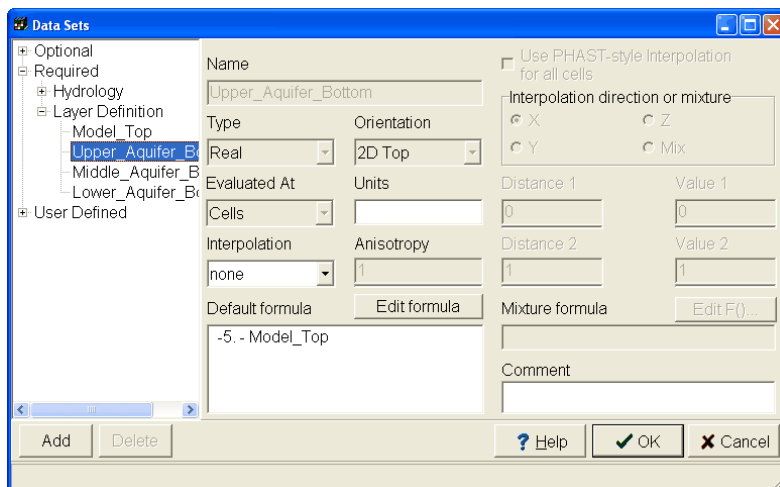 Data Sets
Optional
Required
Hydrology
Layer Definition
Model_Top
Upper_Aquifer_Bo
Middle_Aquifer_B
Lower_Aquifer_Bo
User Defined
Name
Upper_Aquifer_Bottom
Type
Orientation
Real
2D Top
Evaluated At
Units
Cells
Interpolation
Anisotropy
none
1
Default formula
Edit formula
-5. - Model_Top
Use PHAST-style Interpolation
for all cells
Interpolation direction or mixture
X
Z
Y
Mix
Distance 1
Value 1
0
0
Distance 2
Value 2
1
1
Mixture formula
Edit F()...
Comment
Add
Delete
? Help
OK
Cancel